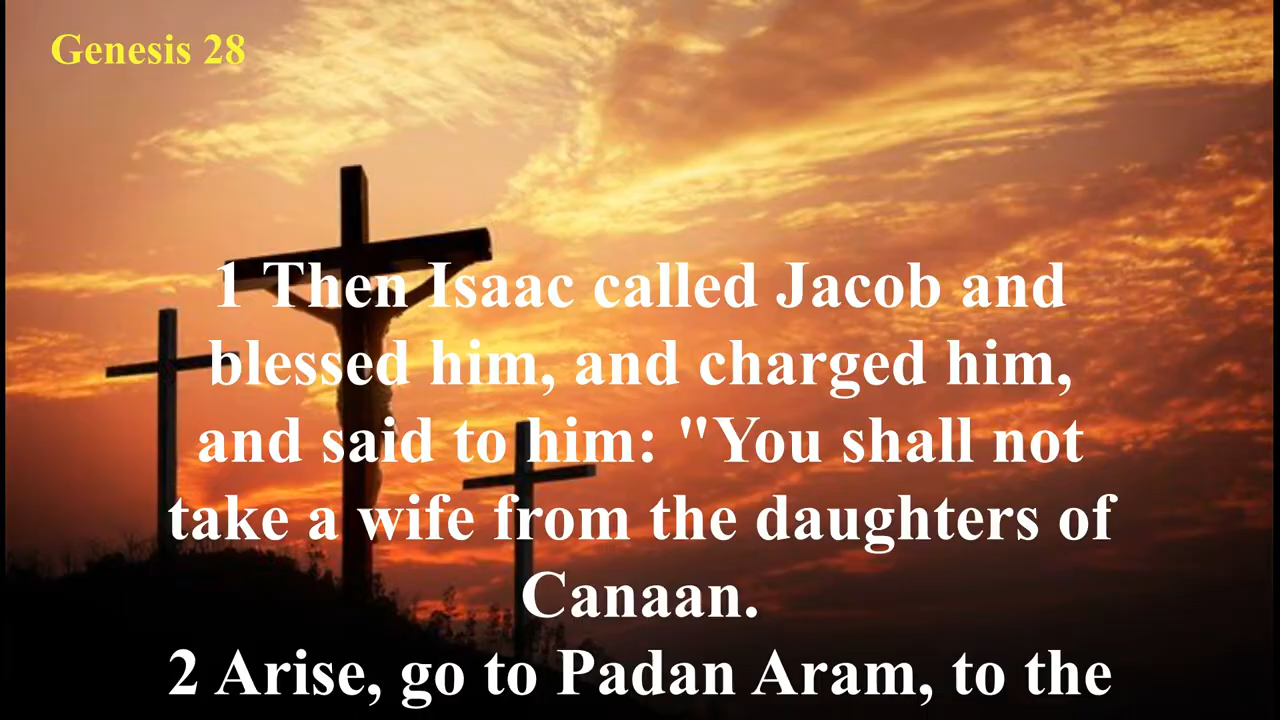 Genesis 28
1 Then Isaac called Jacob and
blessed him, and charged him,
and said to him: "You shall not
take a wife from the daughters of
Canaan.
2 Arise, go to Padan Aram, to the